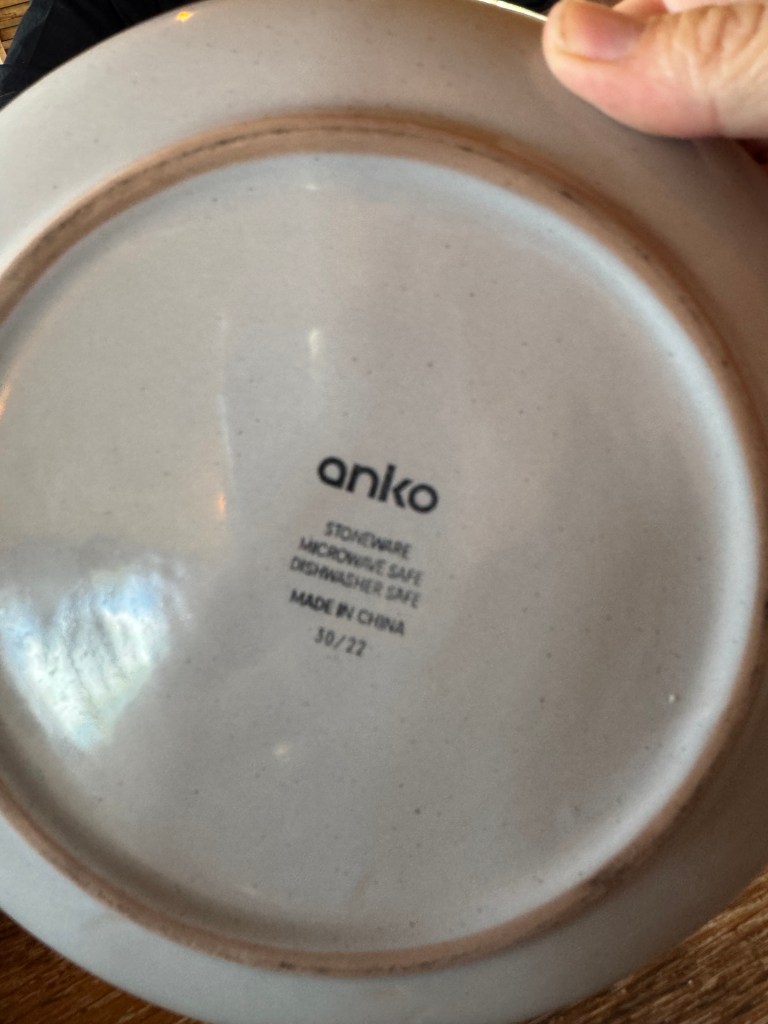 anko
STONEWARE
MICROWAVE SAFE
DISHWASHER SAFE
MADE IN CHINA
30/22